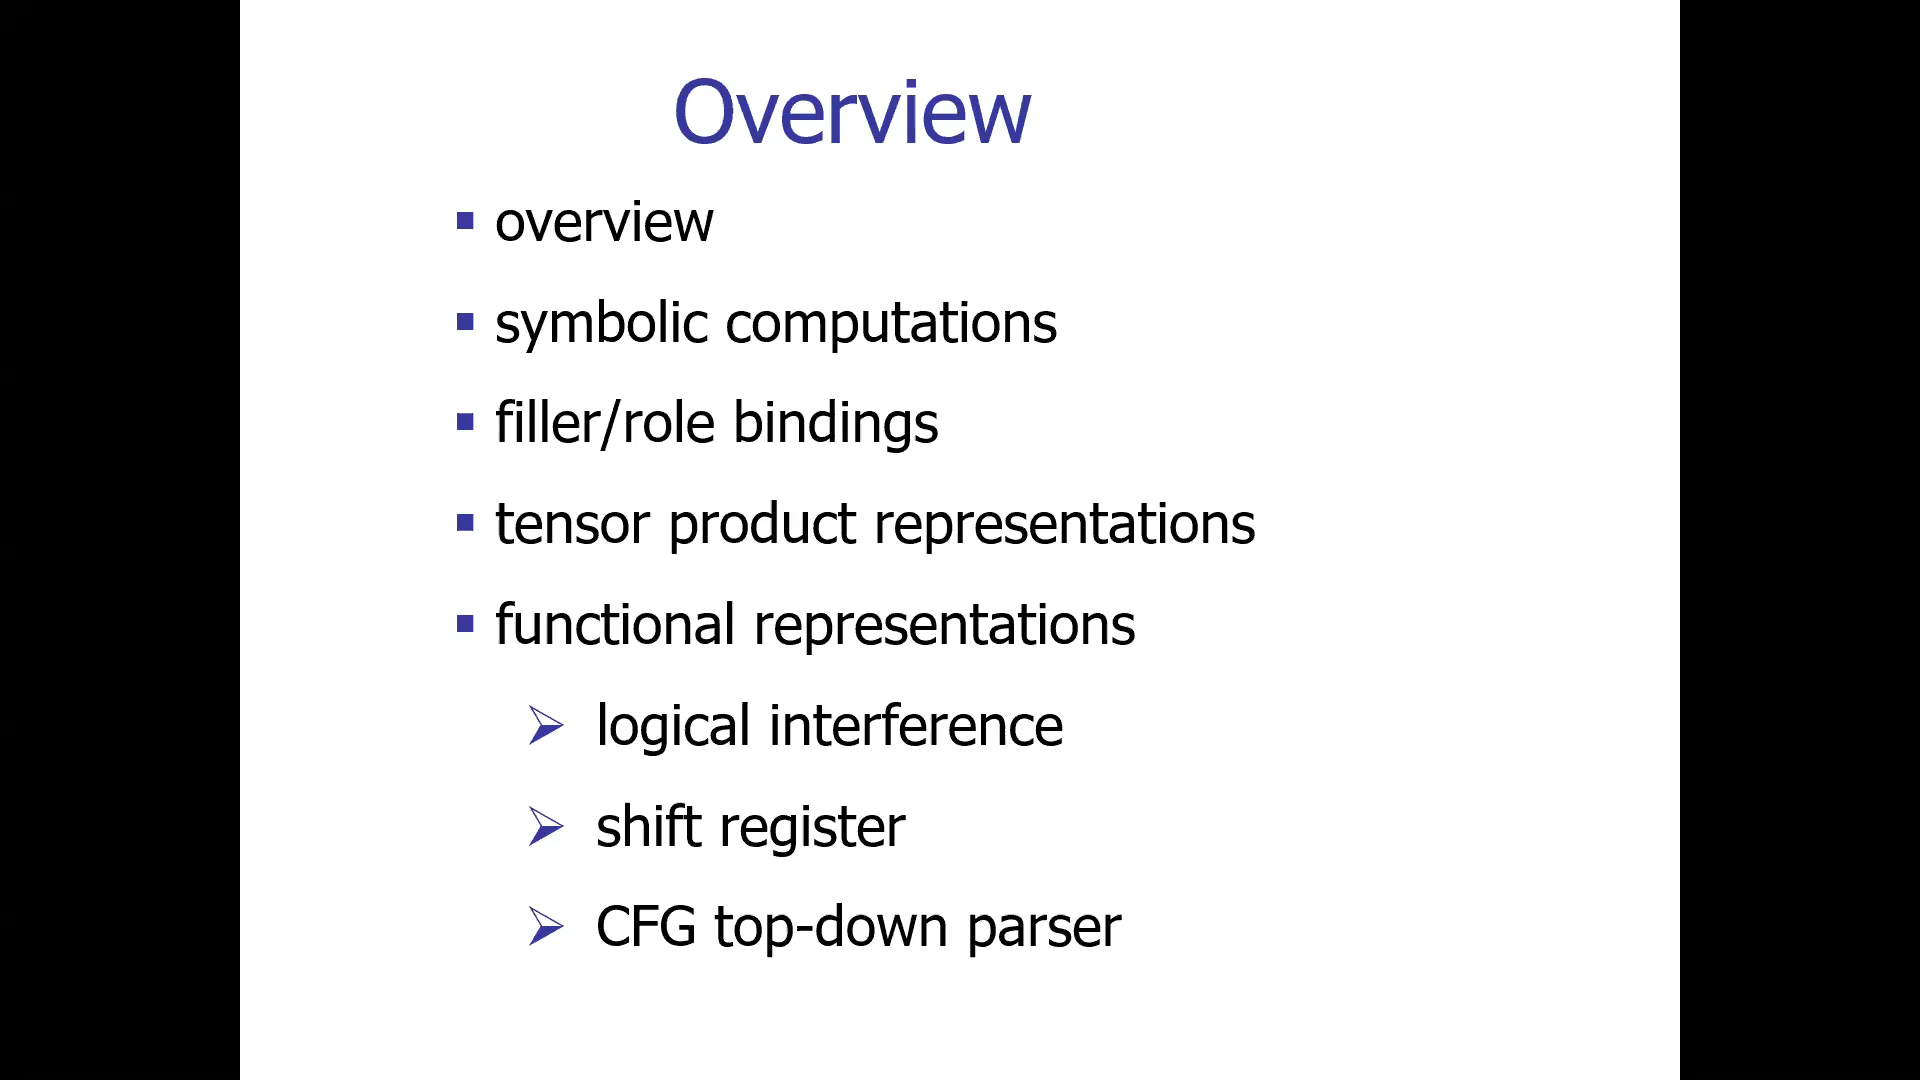 Overview
overview
symbolic computations
filler/role bindings
tensor product representations
functional representations
logical interference
shift register
CFG top-down parser